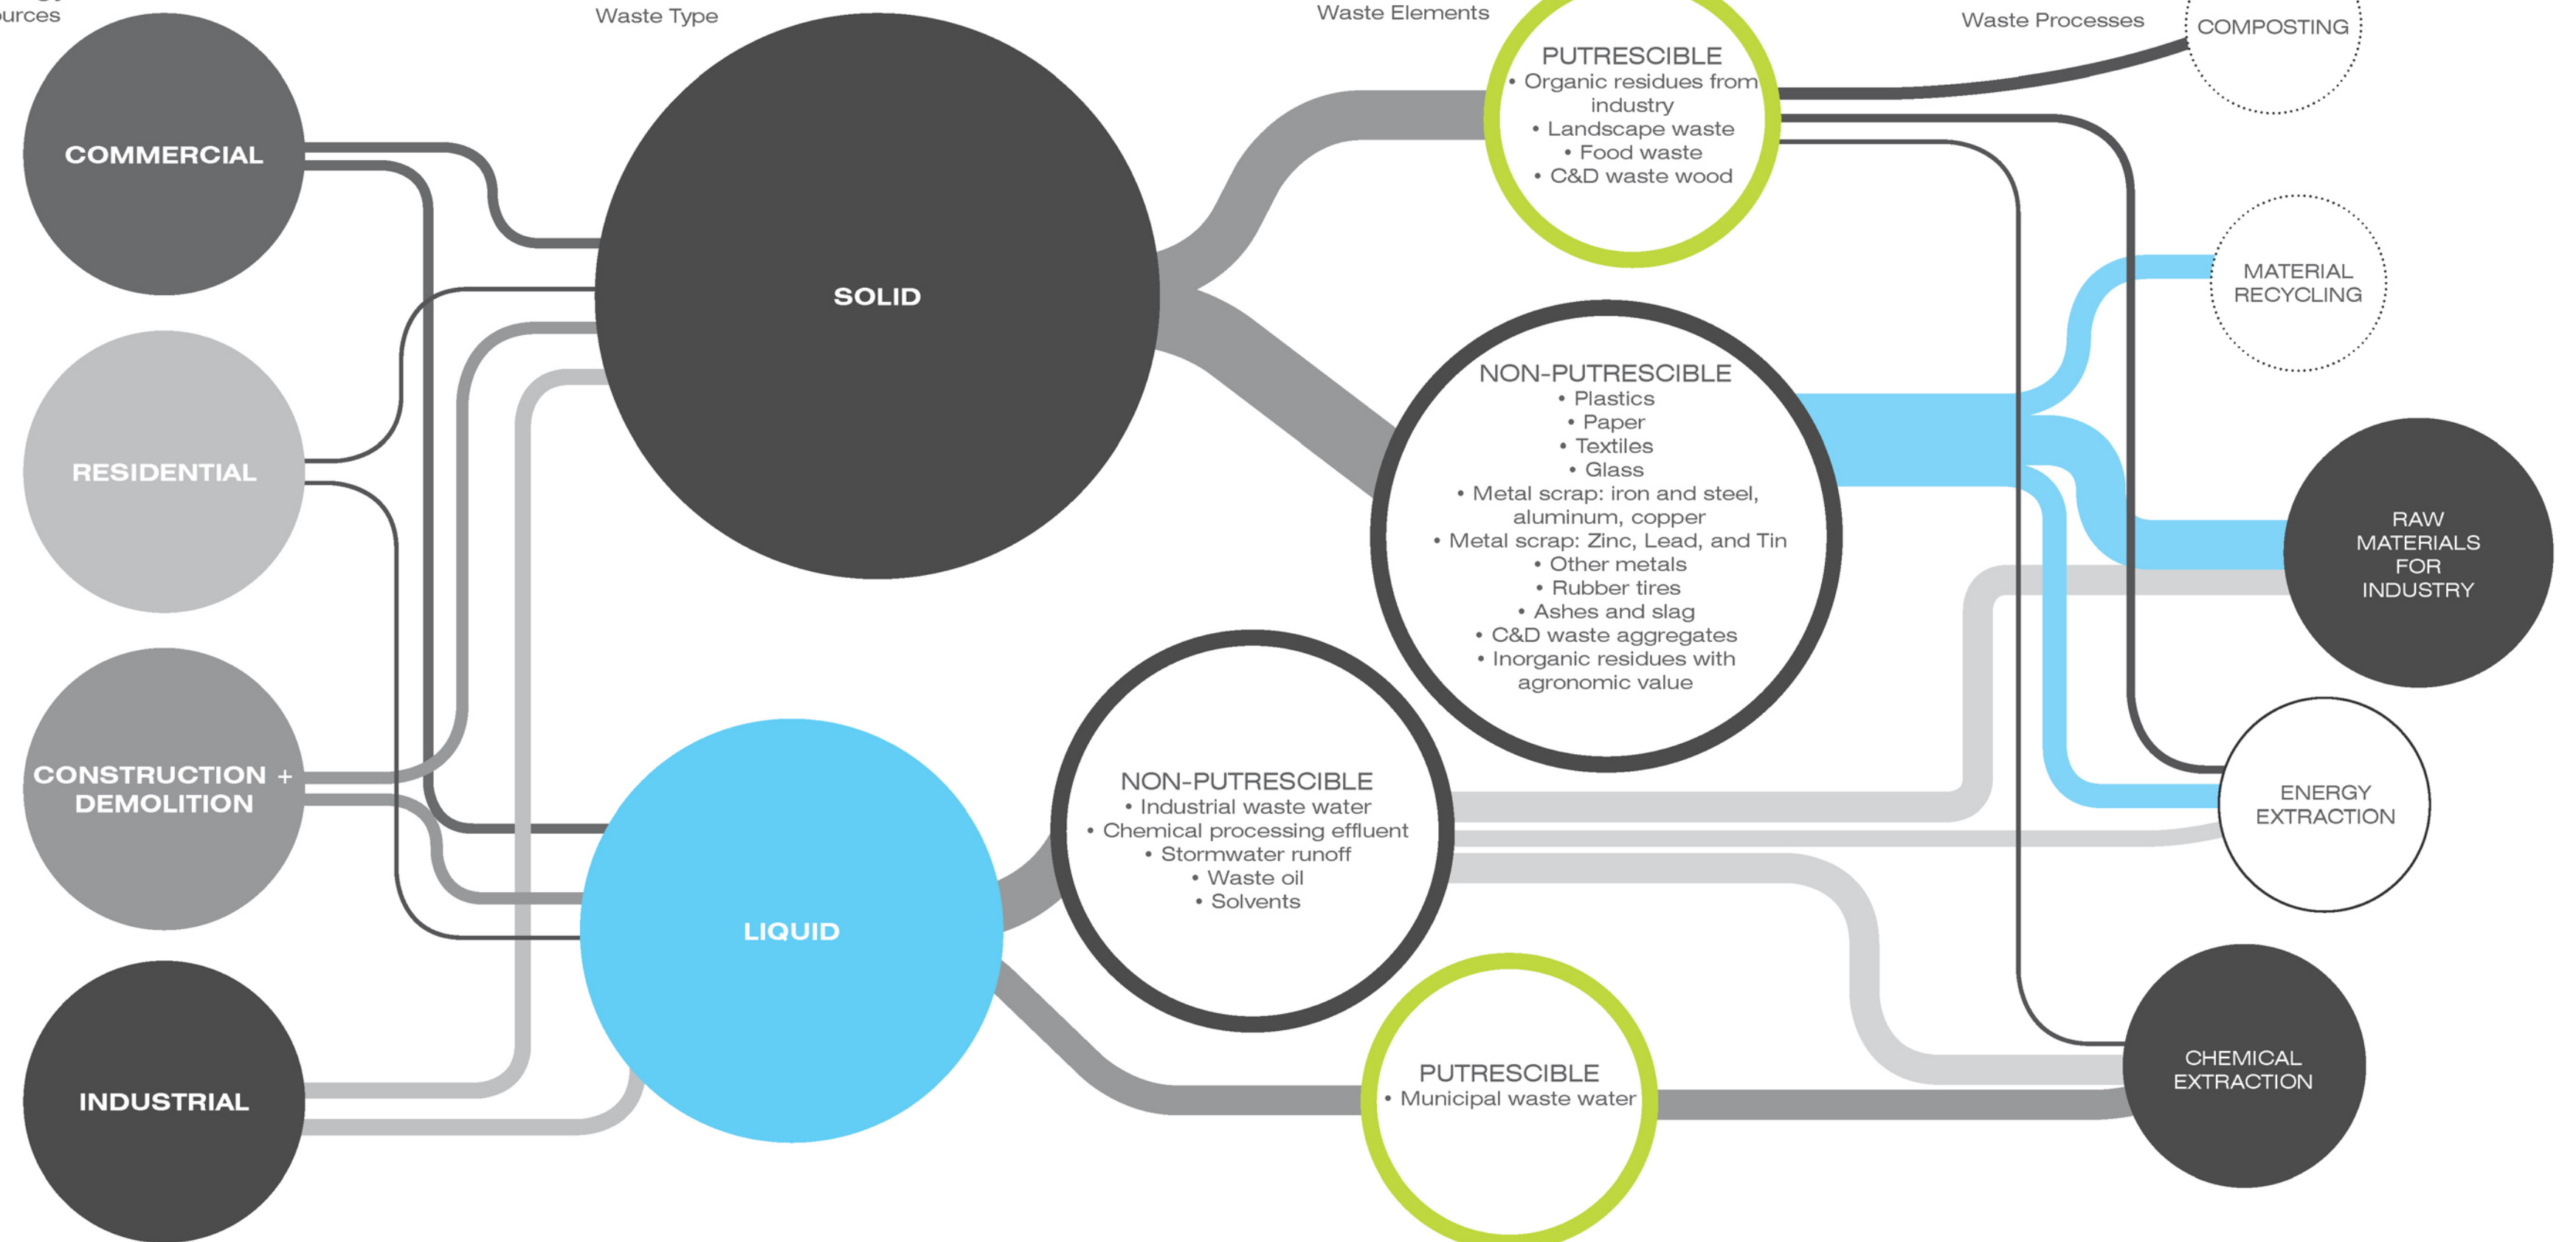 ources
Waste Type
Waste Elements
Waste Processes
COMMERCIAL
RESIDENTIAL
CONSTRUCTION +
DEMOLITION
INDUSTRIAL
SOLID
LIQUID
PUTRESCIBLE
• Organic residues from
industry
• Landscape waste
• Food waste
• C&D waste wood
NON-PUTRESCIBLE
• Plastics
• Paper
• Textiles
• Glass
• Metal scrap: iron and steel,
aluminum, copper
• Metal scrap: Zinc, Lead, and Tin
• Other metals
• Rubber tires
• Ashes and slag
• C&D waste aggregates
• Inorganic residues with
agronomic value
NON-PUTRESCIBLE
• Industrial waste water
• Chemical processing effluent
• Stormwater runoff
• Waste oil
• Solvents
PUTRESCIBLE
• Municipal waste water
COMPOSTING
MATERIAL
RECYCLING
RAW
MATERIALS
FOR
INDUSTRY
ENERGY
EXTRACTION
CHEMICAL
EXTRACTION